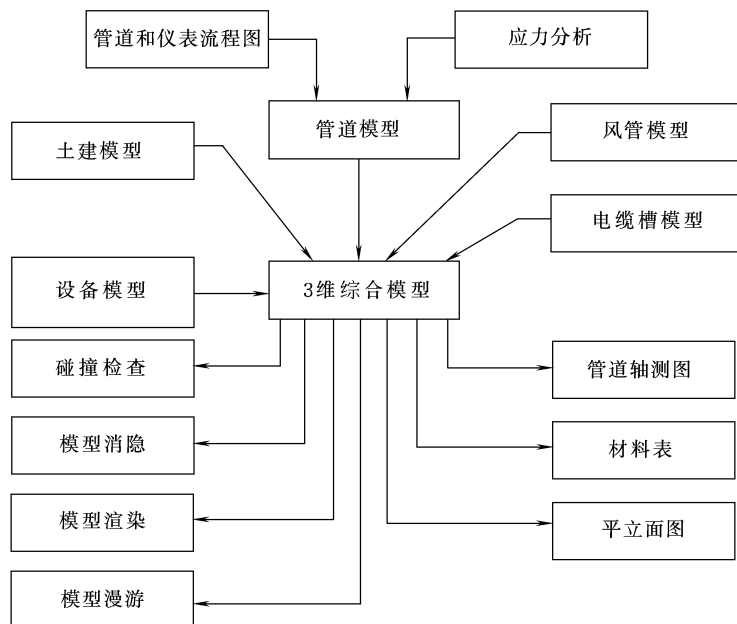 管道和仪表流程图
应力分析
管道模型
土建模型
风管模型
电缆槽模型
设备模型
3维综合模型
碰撞检查
管道轴测图
模型消隐
材料表
模型渲染
平立面图
模型漫游